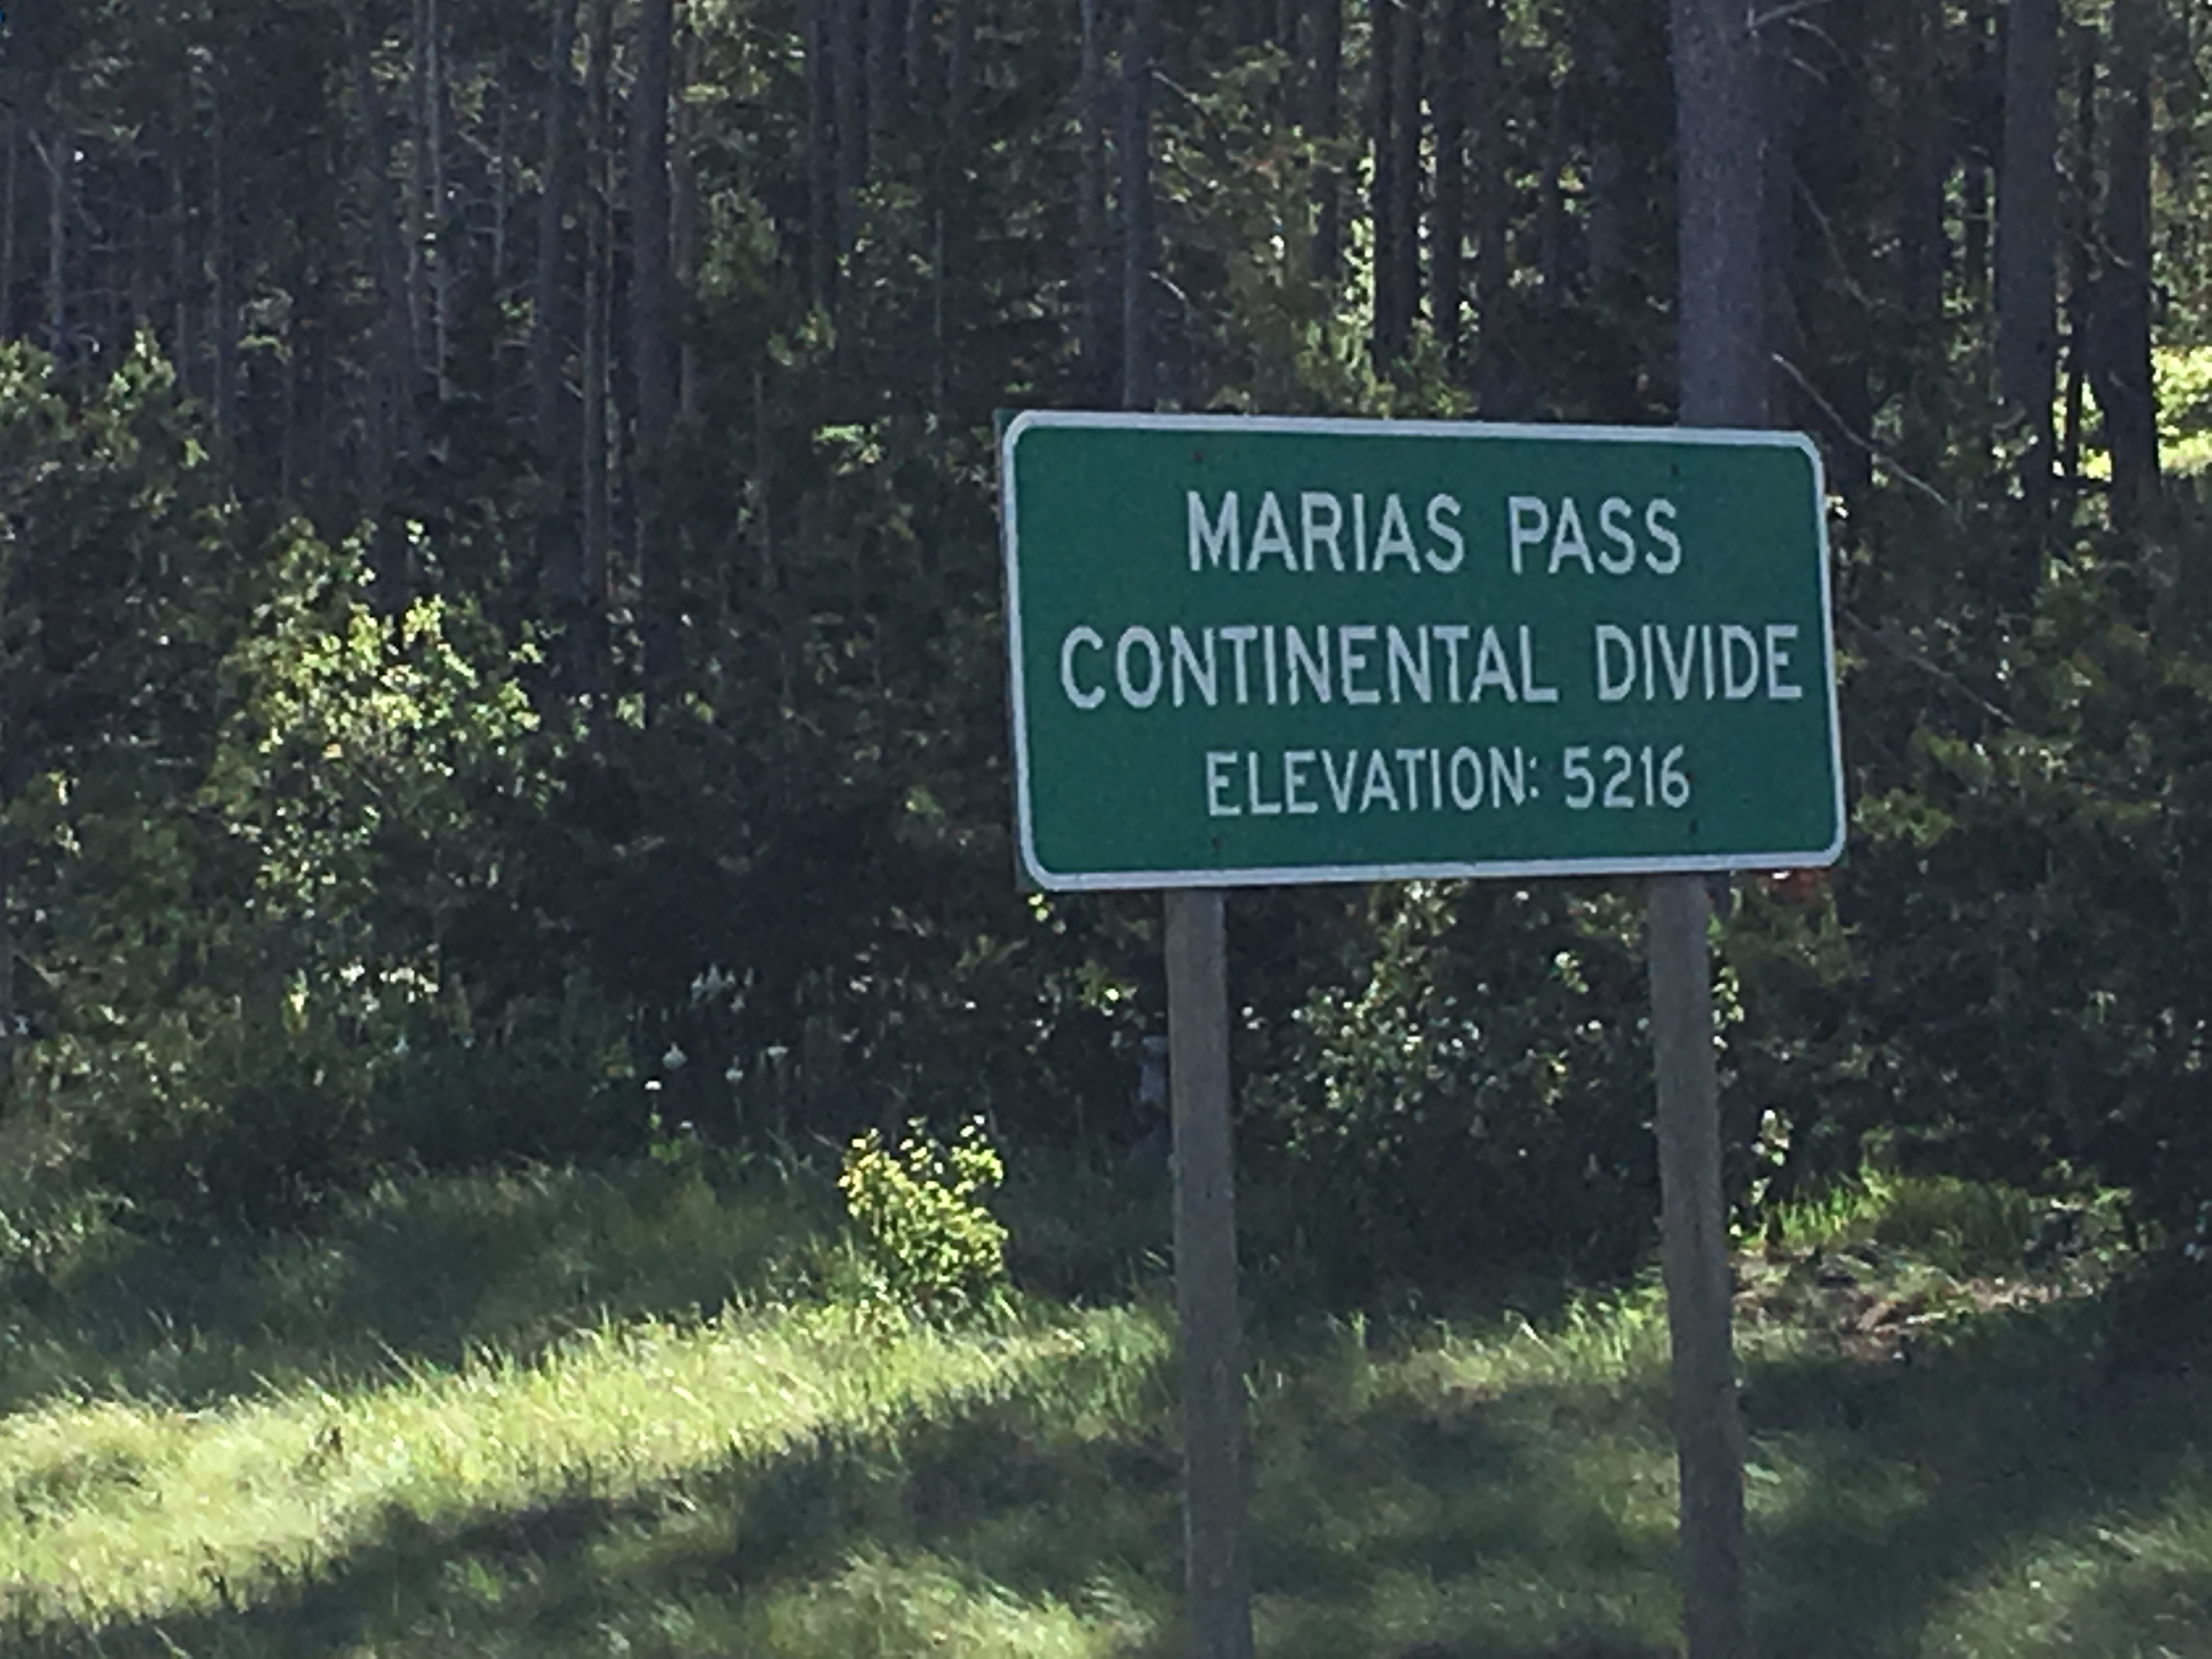 MARIAS PASS
CONTINENTAL DIVIDE
ELEVATION: 5216